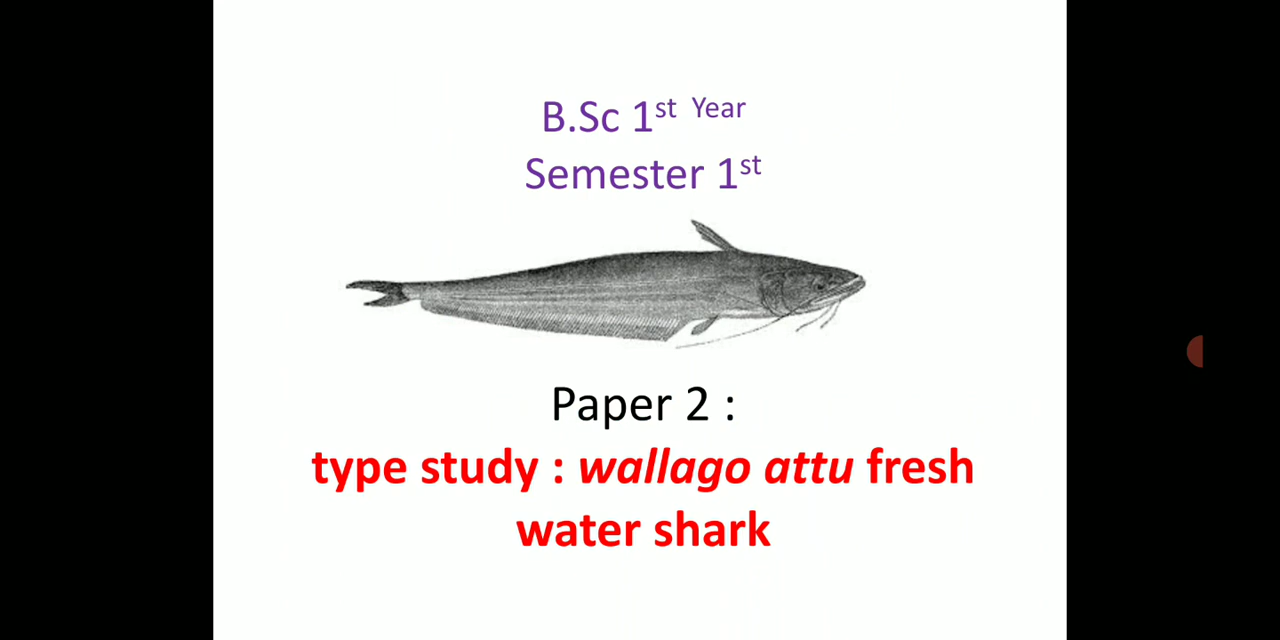 B.Sc 1st Year
Semester 1st
Paper 2 :
type study : wallago attu fresh
water shark